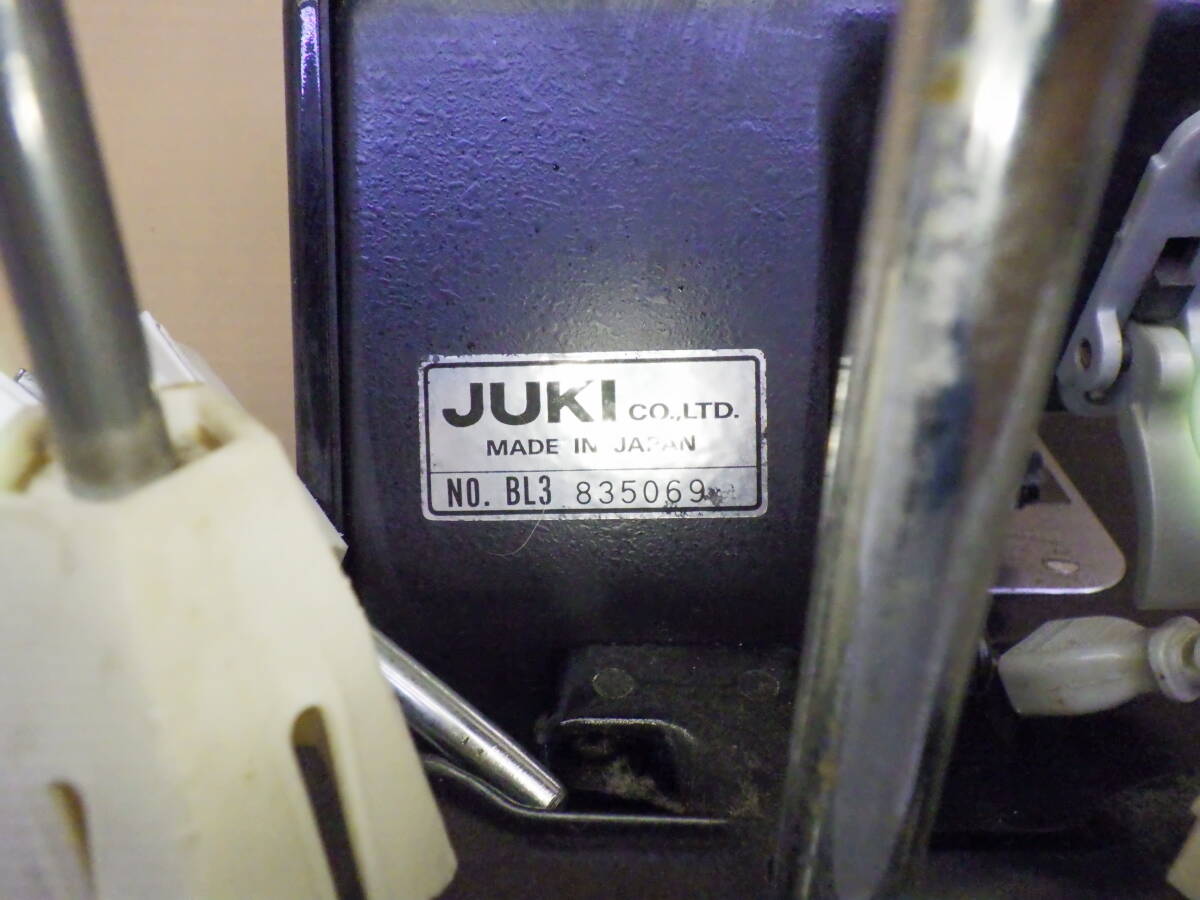 JUKI CO.,LTD.
MADE IN JAPAN
NO. BL3 835069